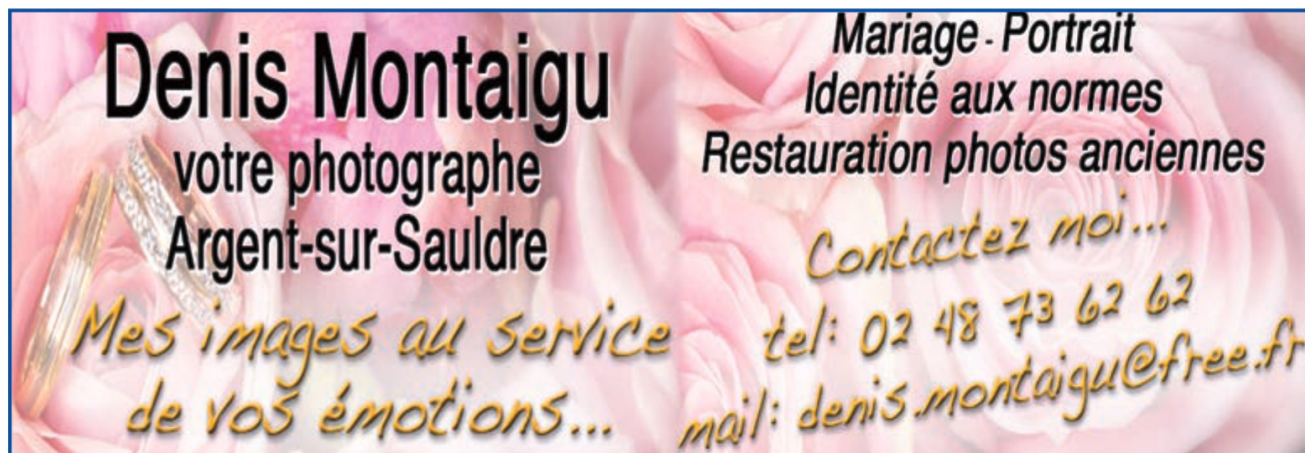 Denis Montaigu
votre photographe
Argent-sur-Sauldre
Mes images au service
de vos émotions...
Mariage - Portrait
Identité aux normes
Restauration photos anciennes
Contactez moi...
tel: 02 48 73 62 62
mail: denis.montaigu@free.fr